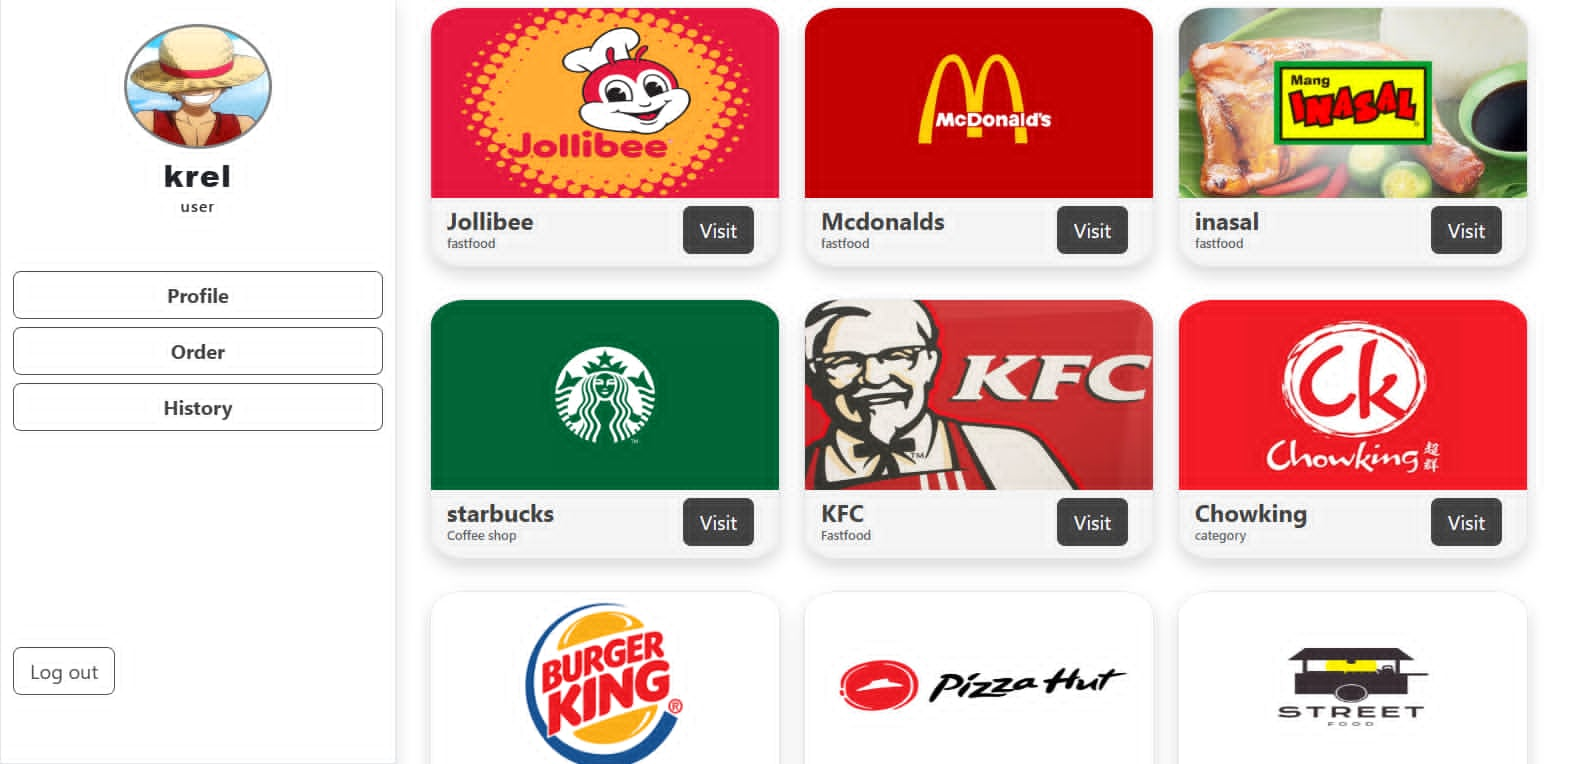 krel
user
Profile
Order
History
Log out
Jollibee
Jollibee
fastfood
Visit
McDonald's
Mcdonalds
fastfood
Visit
Mang
INASAL
inasal
fastfood
Visit
TM
starbucks
Coffee shop
Visit
KFC
TM
KFC
Fastfood
Visit
Ck
Chowking 超群
Chowking
category
Visit
BURGER
KING®
Pizza Hut
STREET
FOOD